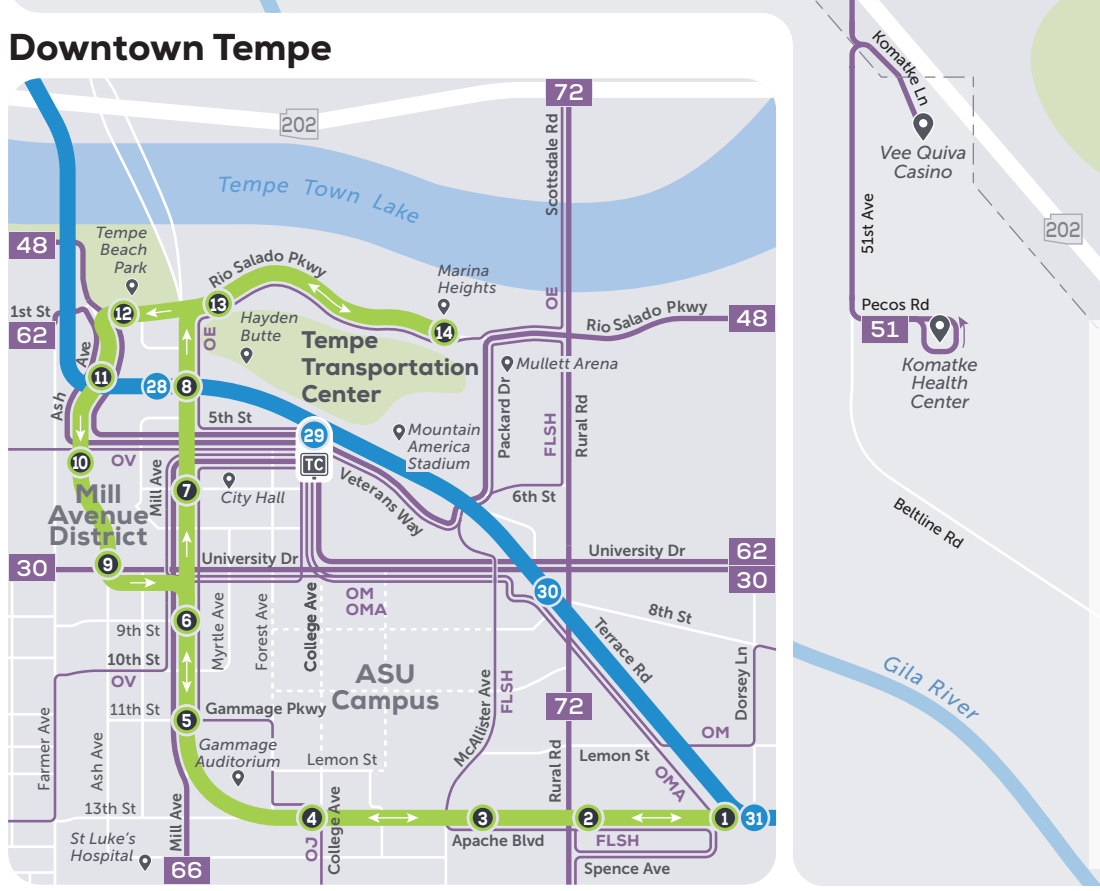 Downtown Tempe
72
202
Scottsdale Rd
Tempe Town Lake
48
Tempe
Beach
Park
Rio Salado Pkwy
Marina
Heights
OE
1st St
62
12
13
14
Hayden
Butte
OE
Tempe
Transportation
Center
Rio Salado Pkwy
48
Mullett Arena
Ave
Ash
11
28
8
5th St
29
TC
Mountain
America
Stadium
Packard Dr
FLSH
Rural Rd
OV
10
Mill
Avenue
District
Mill Ave
7
City Hall
Veterans Way
6th St
30
9
University Dr
University Dr
62
30
OM
OMA
30
8th St
6
9th St
10th St
OV
11th St
Myrtle Ave
Forest Ave
College Ave
ASU
Campus
McAllister Ave
FLSH
Terrace Rd
Dorsey Ln
72
OM
5
Gammage Pkwy
Gammage
Auditorium
Lemon St
Lemon St
Rural Rd
OMA
Farmer Ave
Ash Ave
13th St
Mill Ave
4
3
2
1
31
OJ
College Ave
Apache Blvd
FLSH
Spence Ave
St Luke's
Hospital
66
Komatke Ln
Vee Quiva
Casino
51st Ave
202
Pecos Rd
51
Komatke
Health
Center
Beltline Rd
Gila River